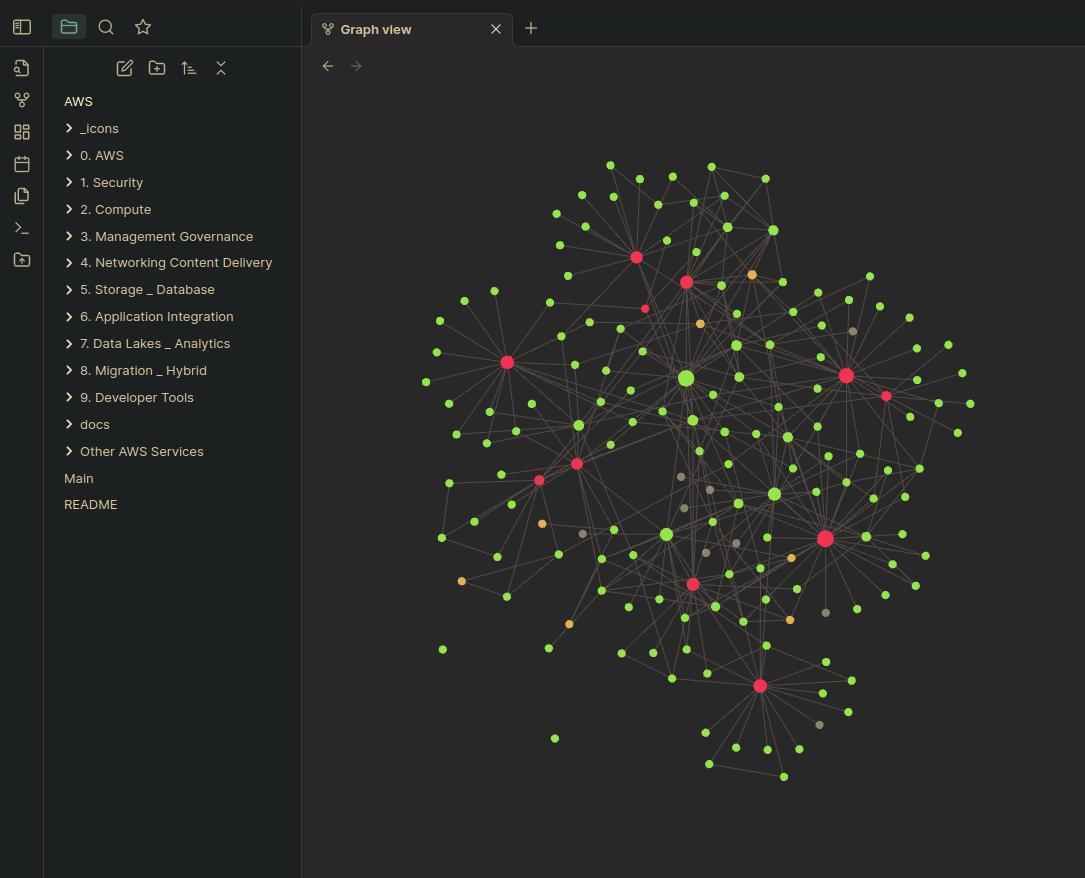 Graph view
AWS
_icons
0. AWS
1. Security
2. Compute
3. Management Governance
4. Networking Content Delivery
5. Storage _ Database
6. Application Integration
7. Data Lakes _ Analytics
8. Migration _ Hybrid
9. Developer Tools
docs
Other AWS Services
Main
README